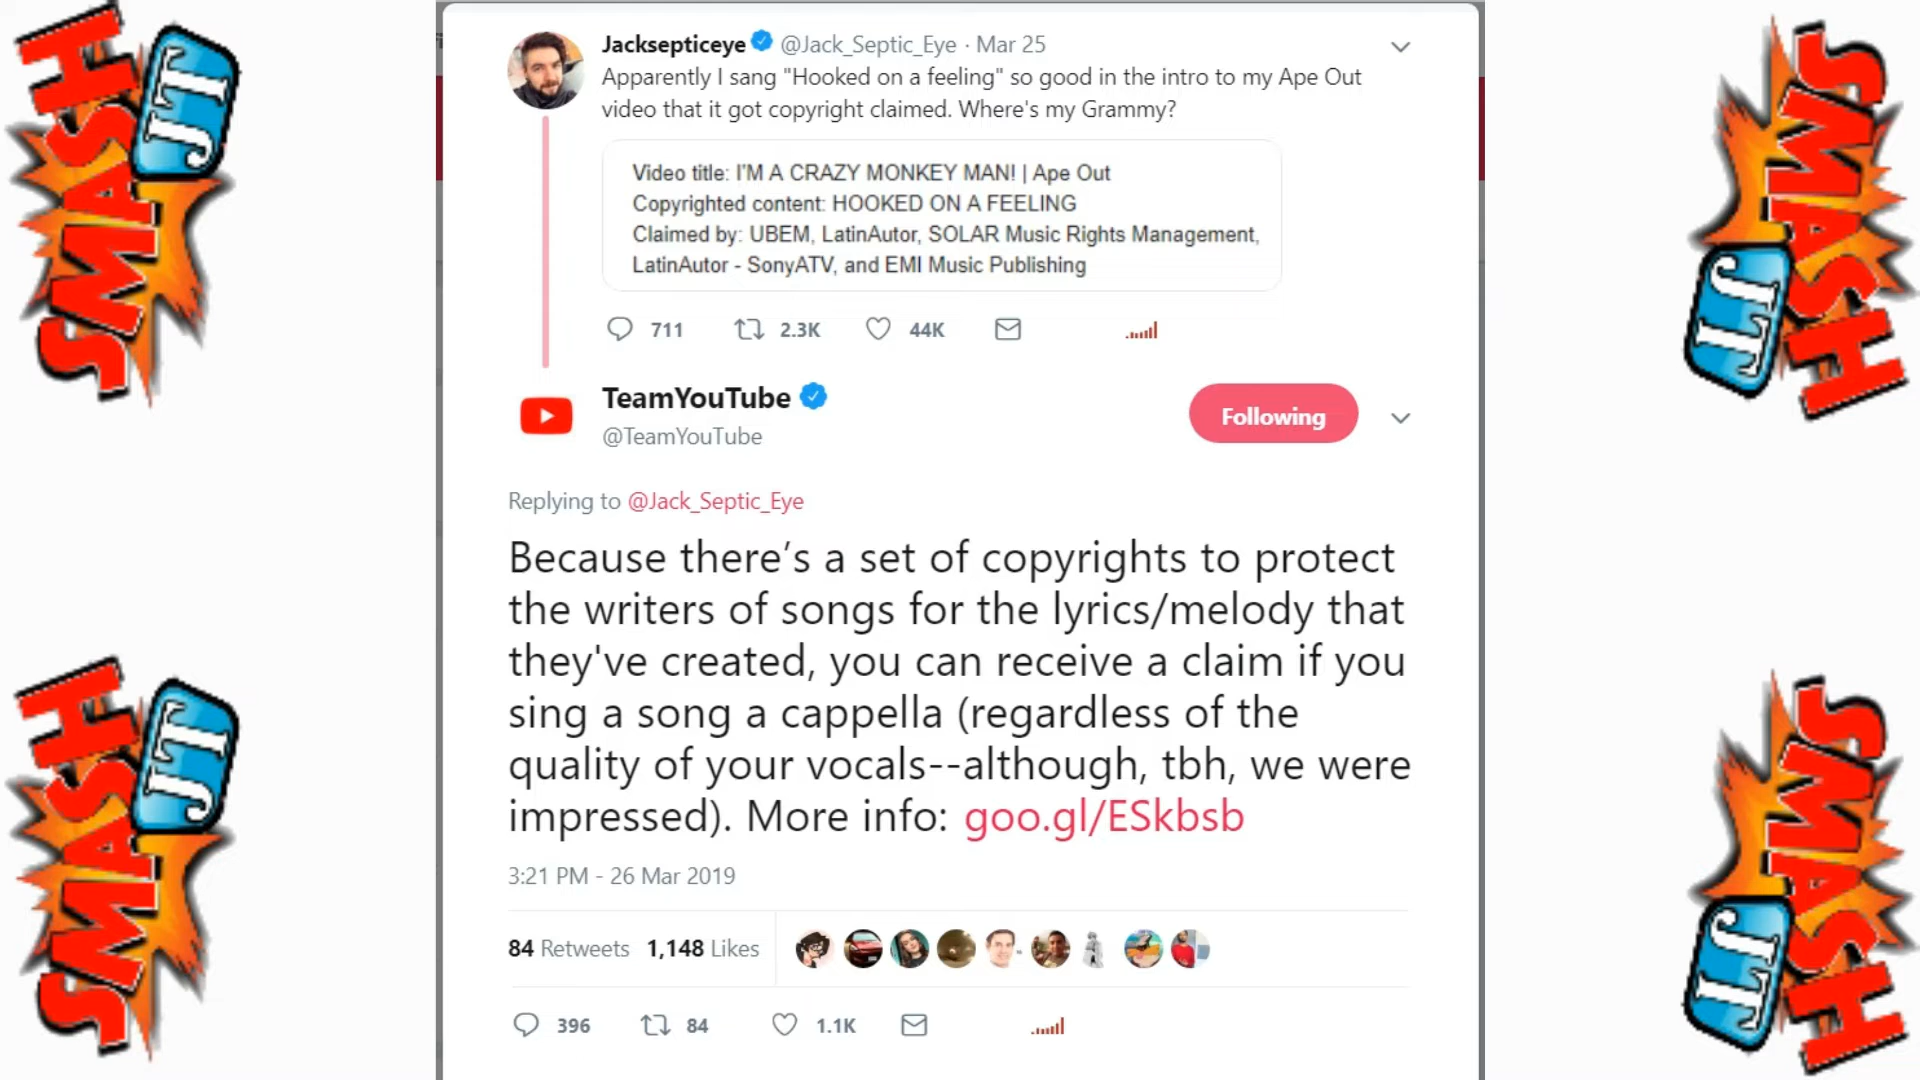 Jacksepticeye @Jack_Septic_Eye · Mar 25
Apparently I sang "Hooked on a feeling" so good in the intro to my Ape Out
video that it got copyright claimed. Where's my Grammy?
Video title: I'M A CRAZY MONKEY MAN! | Ape Out
Copyrighted content: HOOKED ON A FEELING
Claimed by: UBEM, LatinAutor, SOLAR Music Rights Management,
LatinAutor - SonyATV, and EMI Music Publishing
711 2.3K 44K
TeamYouTube
@TeamYouTube
Following
Replying to @Jack_Septic_Eye
Because there’s a set of copyrights to protect
the writers of songs for the lyrics/melody that
they've created, you can receive a claim if you
sing a song a cappella (regardless of the
quality of your vocals--although, tbh, we were
impressed). More info: goo.gl/ESkbsb
3:21 PM - 26 Mar 2019
84 Retweets 1,148 Likes
396 84 1.1K
SMASH
JT
SMASH
JT
SMASH
JT
SMASH
JT